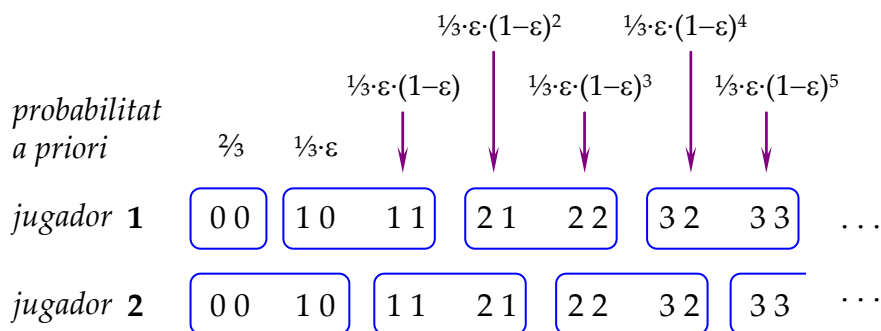 ⅓·ε·(1–ε)² ⅓·ε·(1–ε)⁴
⅓·ε·(1–ε) ⅓·ε·(1–ε)³ ⅓·ε·(1–ε)⁵
probabilitat
a priori ⅔ ⅓·ε
jugador 1 0 0 1 0 1 1 2 1 2 2 3 2 3 3 . . .
jugador 2 0 0 1 0 1 1 2 1 2 2 3 2 3 3 . . .